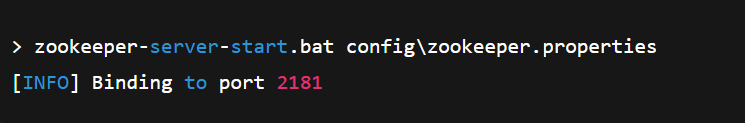 > zookeeper-server-start.bat config\zookeeper.properties
[INFO] Binding to port 2181